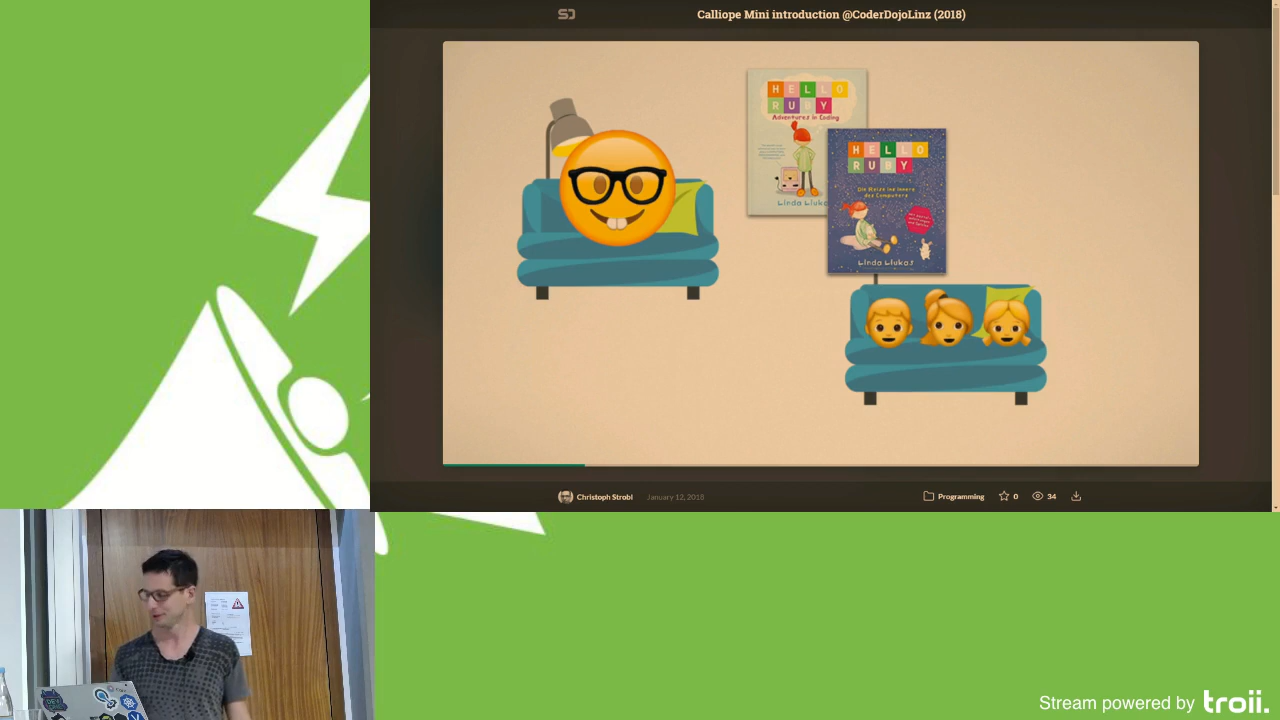 Calliope Mini introduction @CoderDojoLinz (2018)
HELLO
RUBY
Adventures in Coding
Linda Liukas
HELLO
RUBY
Die Reise ins Innere
des Computers
Linda Liukas
Christoph Strobl
January 12, 2018
Programming
0
34
Stream powered by troii.